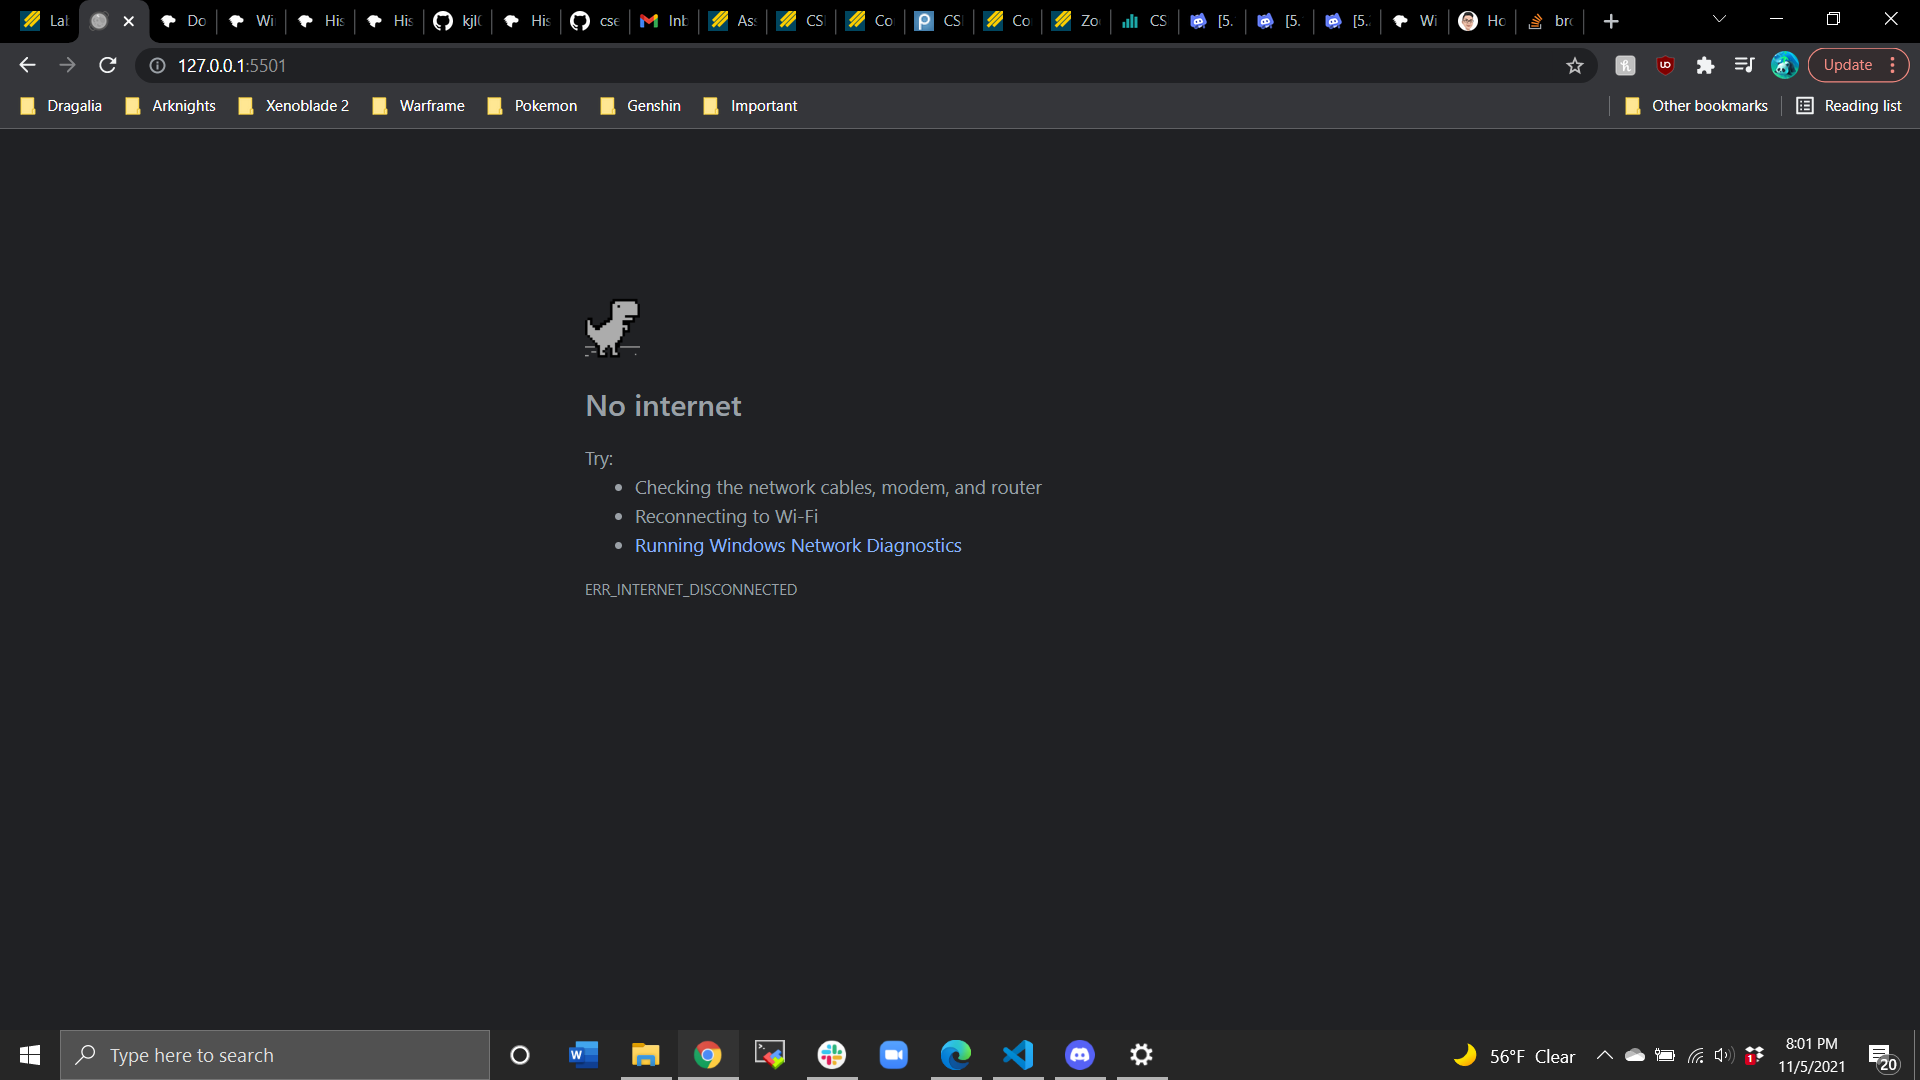 Lab
Do
Wi
His
His
kjl
His
cse
Inb
Ass
CS
Co
CS
Co
Zoo
CS
[5.
[5.
[5.
Wi
Ho
bro
127.0.0.1:5501
Update
Dragalia
Arknights
Xenoblade 2
Warframe
Pokemon
Genshin
Important
Other bookmarks
Reading list
No internet
Try:
Checking the network cables, modem, and router
Reconnecting to Wi-Fi
Running Windows Network Diagnostics
ERR_INTERNET_DISCONNECTED
Type here to search
56°F Clear
8:01 PM
11/5/2021
20